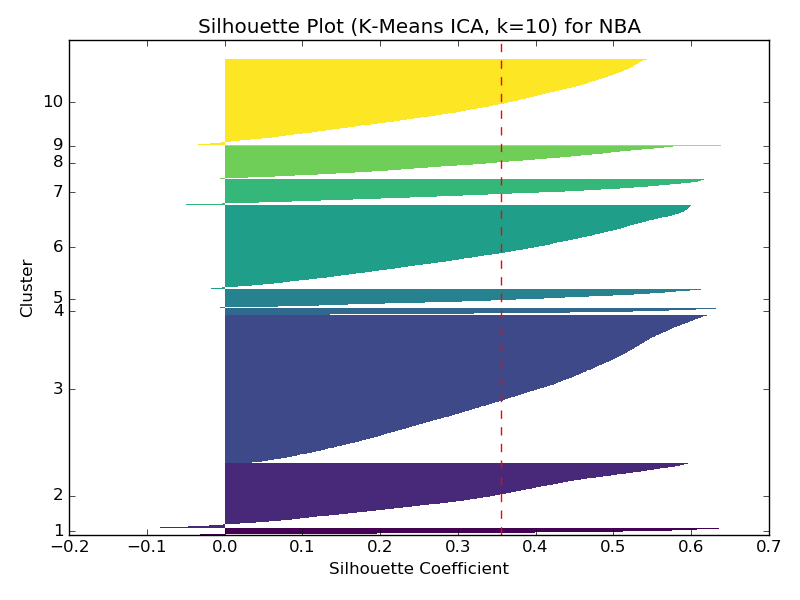 Silhouette Plot (K-Means ICA, k=10) for NBA
10
9
8
7
6
5
4
3
2
1
Cluster
−0.2 −0.1 0.0 0.1 0.2 0.3 0.4 0.5 0.6 0.7
Silhouette Coefficient